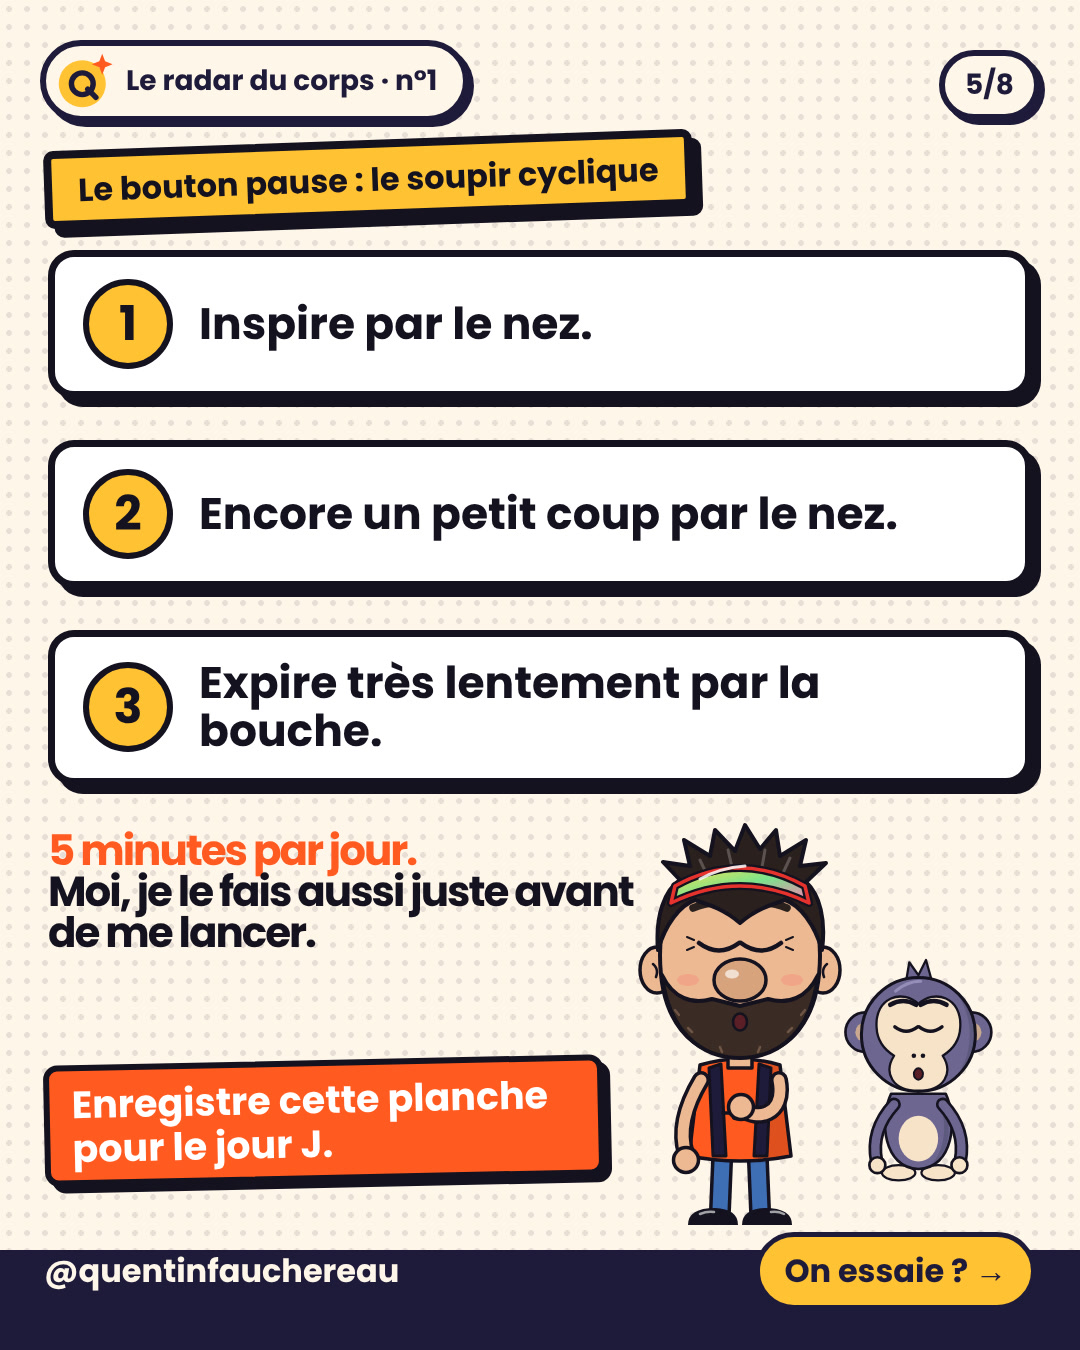 Q
Le radar du corps · n°1
5/8
Le bouton pause : le soupir cyclique
1
Inspire par le nez.
2
Encore un petit coup par le nez.
3
Expire très lentement par la
bouche.
5 minutes par jour.
Moi, je le fais aussi juste avant
de me lancer.
Enregistre cette planche
pour le jour J.
@quentinfauchereau
On essaie ? →